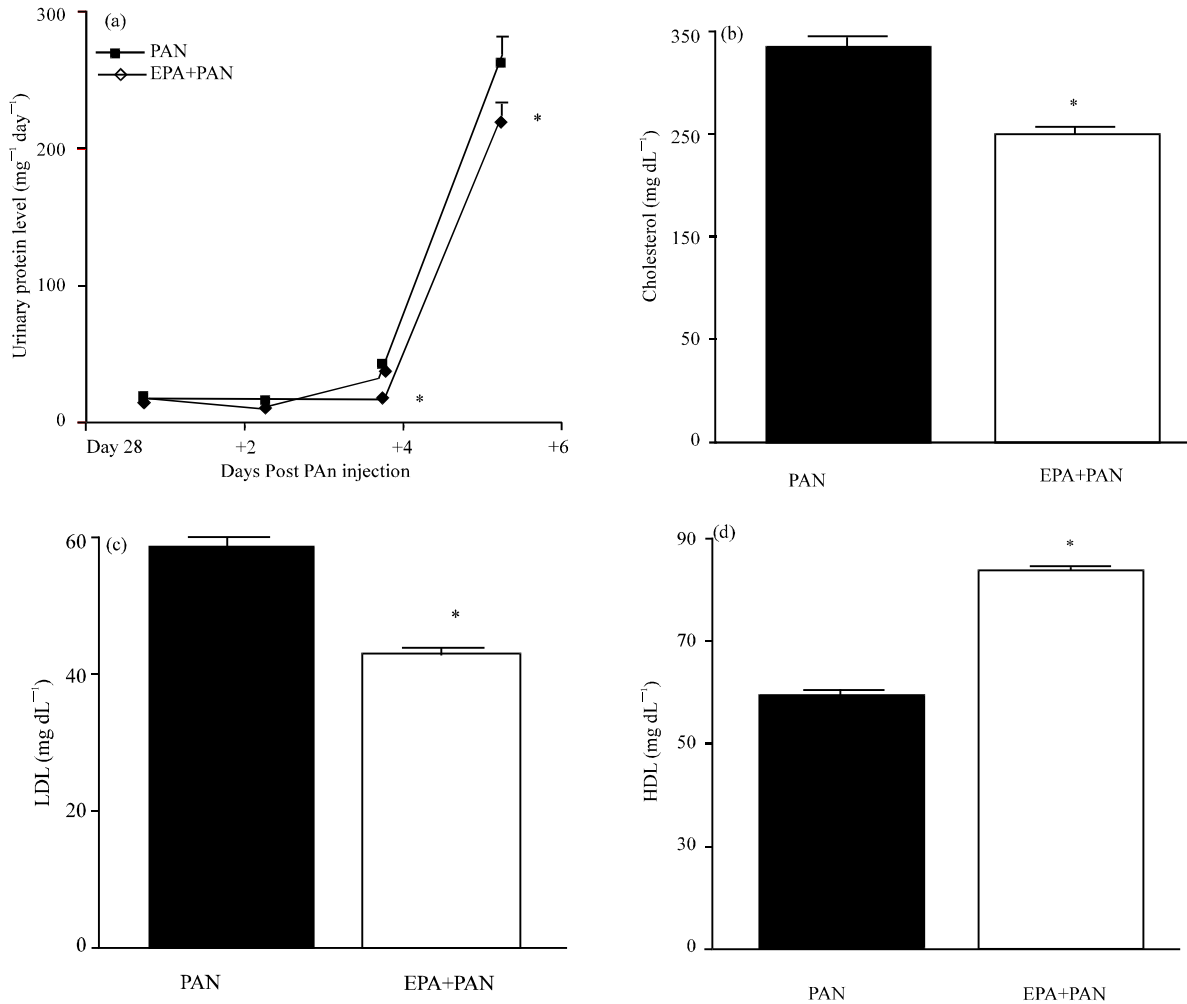 (a)
300
200
100
0
PAN
EPA+PAN
*
*
Urinary protein level (mg⁻¹ day⁻¹)
Day 28 +2 +4 +6
Days Post PAn injection
(b)
350
250
150
50
0
*
Cholesterol (mg dL⁻¹)
PAN EPA+PAN
(c)
60
40
20
0
*
LDL (mg dL⁻¹)
PAN EPA+PAN
(d)
90
70
50
30
0
*
HDL (mg dL⁻¹)
PAN EPA+PAN